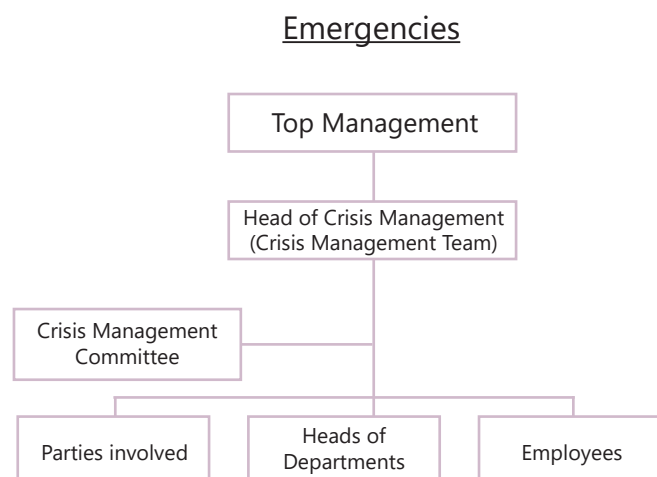 Emergencies
Top Management
Head of Crisis Management
(Crisis Management Team)
Crisis Management
Committee
Parties involved
Heads of
Departments
Employees